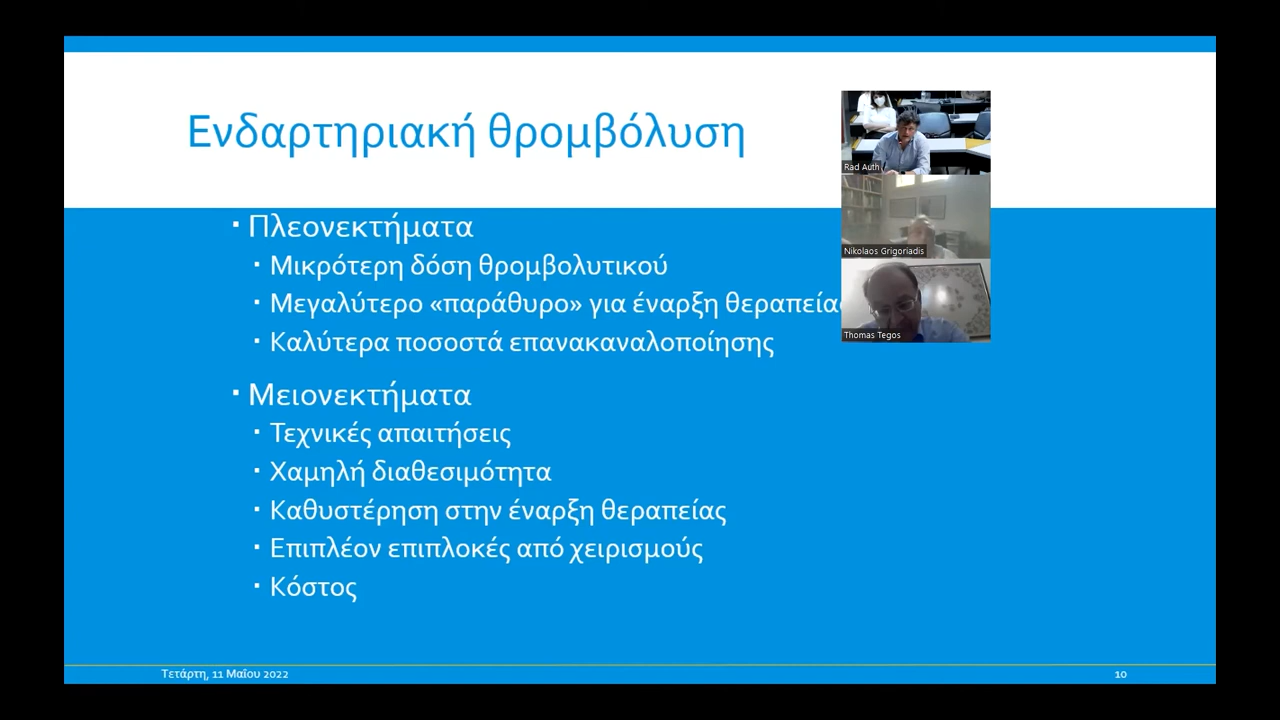 Ενδαρτηριακή θρομβόλυση
Rad Auth
Nikolaos Grigoriadis
Thomas Tegos
▪ Πλεονεκτήματα
▪ Μικρότερη δόση θρομβολυτικού
▪ Μεγαλύτερο «παράθυρο» για έναρξη θεραπείας
▪ Καλύτερα ποσοστά επανακαναλοποίησης
▪ Μειονεκτήματα
▪ Τεχνικές απαιτήσεις
▪ Χαμηλή διαθεσιμότητα
▪ Καθυστέρηση στην έναρξη θεραπείας
▪ Επιπλέον επιπλοκές από χειρισμούς
▪ Κόστος
Τετάρτη, 11 Μαΐου 2022
10